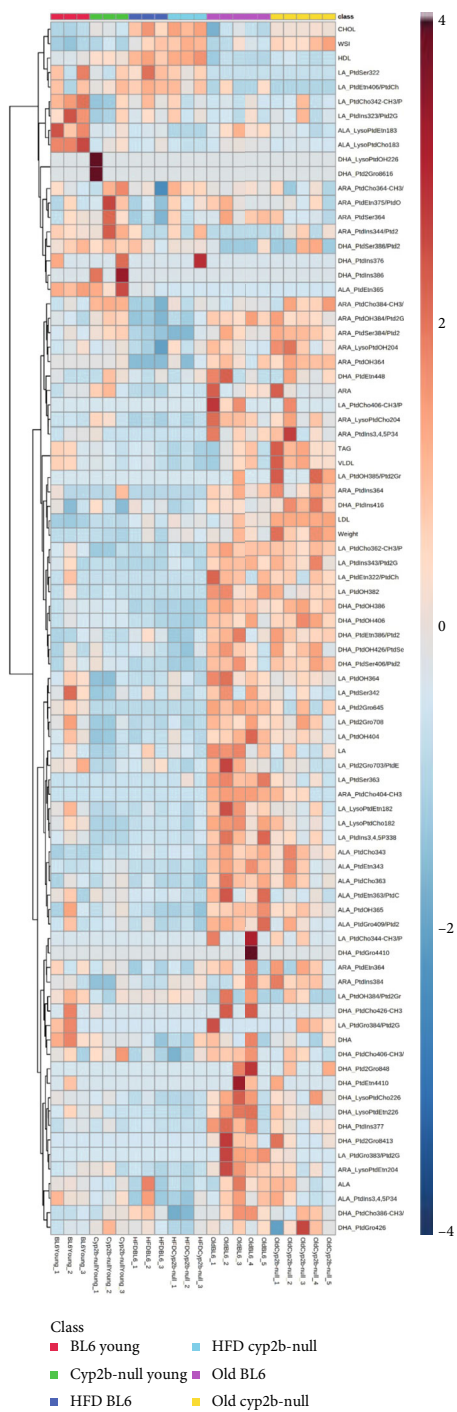 class
CHOL
WSI
HDL
LA_PtdSer322
LA_PtdEtn406/PtdCh
LA_PtdCho342-CH3/P
LA_PtdIns323/Ptd2G
ALA_LysoPtdEtn183
ALA_LysoPtdCho183
DHA_LysoPtdOH226
DHA_Ptd2Gro8616
ARA_PtdCho364-CH3/
ARA_PtdEtn375/PtdO
ARA_PtdSer364
ARA_PtdIns344/Ptd2
DHA_PtdSer386/Ptd2
DHA_PtdIns376
DHA_PtdIns386
ALA_PtdEtn365
ARA_PtdCho384-CH3/
ARA_PtdOH384/Ptd2G
ARA_PtdSer384/Ptd2
ARA_LysoPtdOH204
ARA_PtdOH364
DHA_PtdEtn448
ARA
LA_PtdCho406-CH3/P
ARA_LysoPtdCho204
ARA_PtdIns3,4,5P34
TAG
VLDL
LA_PtdOH385/Ptd2Gr
ARA_PtdIns364
DHA_PtdIns416
LDL
Weight
LA_PtdCho362-CH3/P
LA_PtdIns343/Ptd2G
LA_PtdEtn322/PtdCh
LA_PtdOH382
DHA_PtdOH386
DHA_PtdOH406
DHA_PtdEtn386/Ptd2
DHA_PtdOH426/PtdSe
DHA_PtdSer406/Ptd2
LA_PtdOH364
LA_PtdSer342
LA_Ptd2Gro645
LA_Ptd2Gro708
LA_PtdOH404
LA
LA_Ptd2Gro703/PtdE
LA_PtdSer363
ARA_PtdCho404-CH3
LA_LysoPtdEtn182
LA_LysoPtdCho182
LA_PtdIns3,4,5P338
ALA_PtdCho343
ALA_PtdEtn343
ALA_PtdCho363
ALA_PtdEtn363/PtdC
ALA_PtdOH365
ALA_PtdGro409/Ptd2
LA_PtdCho344-CH3/P
DHA_PtdGro4410
ARA_PtdEtn364
ARA_PtdIns384
LA_PtdOH384/Ptd2Gr
DHA_PtdCho426-CH3
LA_PtdGro384/Ptd2G
DHA
DHA_PtdCho406-CH3/
DHA_Ptd2Gro848
DHA_PtdEtn4410
DHA_LysoPtdCho226
DHA_LysoPtdEtn226
DHA_PtdIns377
DHA_Ptd2Gro8413
LA_PtdGro383/Ptd2G
ARA_LysoPtdEtn204
ALA
ALA_PtdIns3,4,5P34
DHA_PtdCho386-CH3/
DHA_PtdGro426
4
2
0
−2
−4
BL6Young_1
BL6Young_2
BL6Young_3
Cyp2b-nullYoung_1
Cyp2b-nullYoung_2
Cyp2b-nullYoung_3
HFDBL6_1
HFDBL6_2
HFDBL6_3
HFDCyp2b-null_1
HFDCyp2b-null_2
HFDCyp2b-null_3
OldBL6_1
OldBL6_2
OldBL6_3
OldBL6_4
OldBL6_5
OldCyp2b-null_1
OldCyp2b-null_2
OldCyp2b-null_3
OldCyp2b-null_4
OldCyp2b-null_5
Class
BL6 young
HFD cyp2b-null
Cyp2b-null young
Old BL6
HFD BL6
Old cyp2b-null